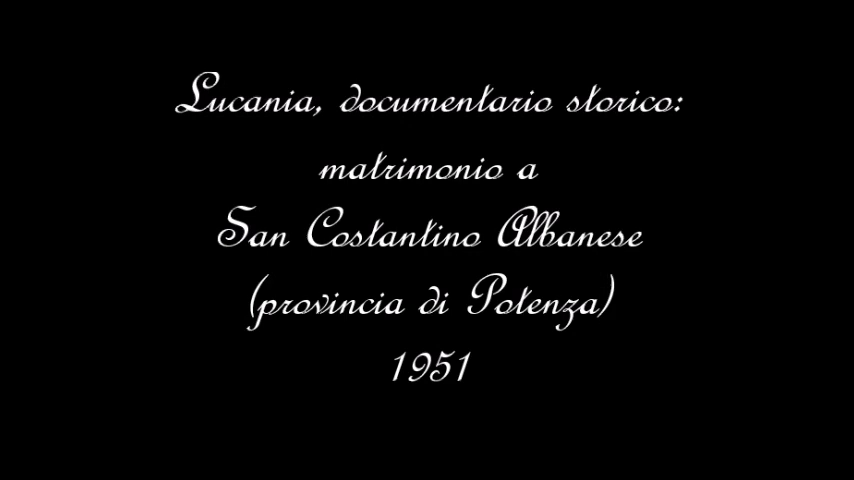 Lucania, documentario storico:
matrimonio a
San Costantino Albanese
(provincia di Potenza)
1951